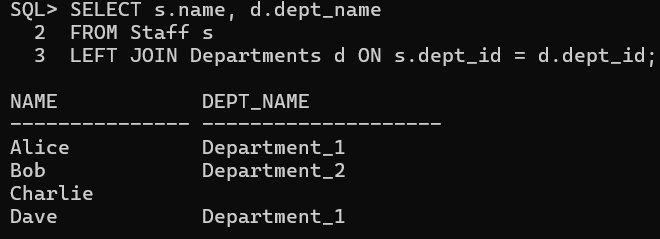 SQL> SELECT s.name, d.dept_name
  2  FROM Staff s
  3  LEFT JOIN Departments d ON s.dept_id = d.dept_id;

NAME            DEPT_NAME
--------------- --------------------
Alice           Department_1
Bob             Department_2
Charlie
Dave            Department_1